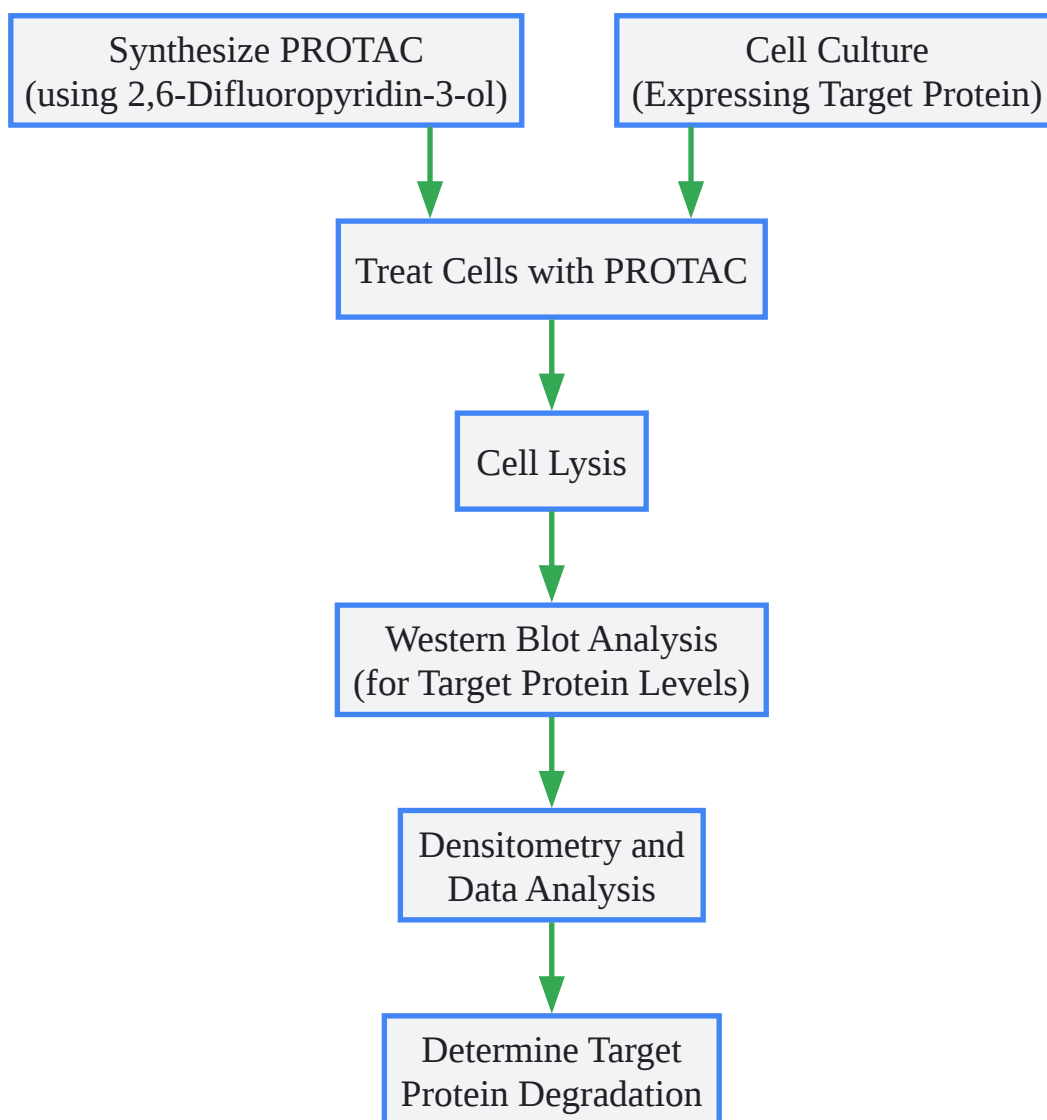 Synthesize PROTAC
(using 2,6-Difluoropyridin-3-ol)
Cell Culture
(Expressing Target Protein)
Treat Cells with PROTAC
Cell Lysis
Western Blot Analysis
(for Target Protein Levels)
Densitometry and
Data Analysis
Determine Target
Protein Degradation